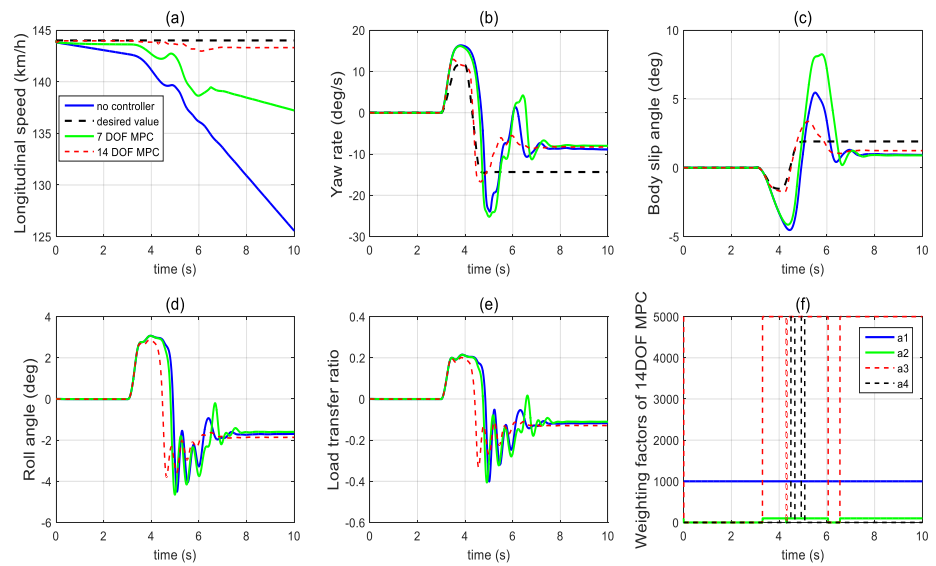 (a)
Longitudinal speed (km/h)
145
140
135
130
125
no controller
desired value
7 DOF MPC
14 DOF MPC
0 2 4 6 8 10
time (s)
(b)
Yaw rate (deg/s)
20
10
0
-10
-20
-30
0 2 4 6 8 10
time (s)
(c)
Body slip angle (deg)
10
5
0
-5
0 2 4 6 8 10
time (s)
(d)
Roll angle (deg)
4
2
0
-2
-4
-6
0 2 4 6 8 10
time (s)
(e)
Load transfer ratio
0.4
0.2
0
-0.2
-0.4
-0.6
0 2 4 6 8 10
time (s)
(f)
Weighting factors of 14DOF MPC
5000
4000
3000
2000
1000
0
a1
a2
a3
a4
0 2 4 6 8 10
time (s)